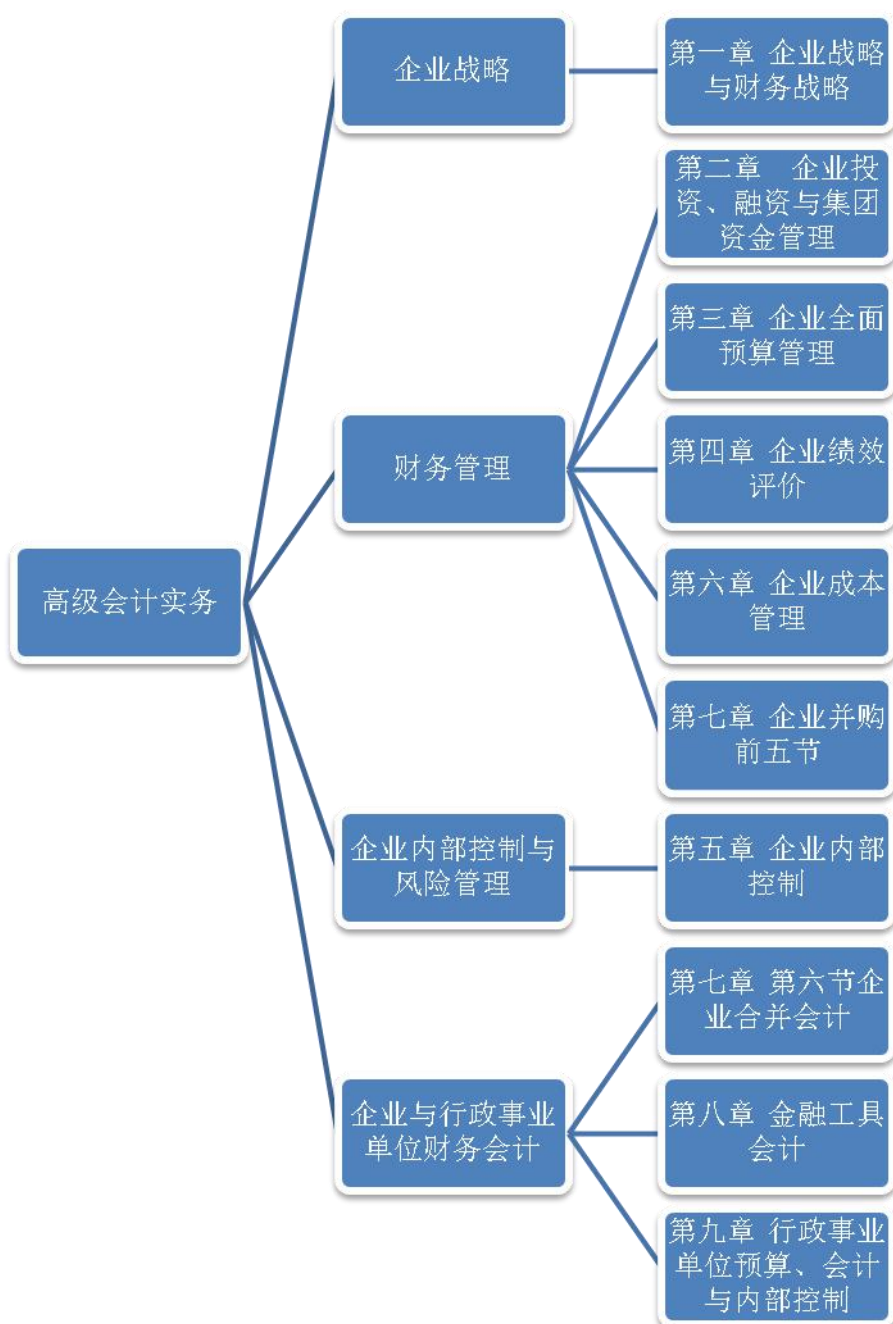 高级会计实务
企业战略
第一章 企业战略
与财务战略
财务管理
第二章 企业投
资、融资与集团
资金管理
第三章 企业全面
预算管理
第四章 企业绩效
评价
第六章 企业成本
管理
第七章 企业并购
前五节
企业内部控制与
风险管理
第五章 企业内部
控制
企业与行政事业
单位财务会计
第七章 第六节企
业合并会计
第八章 金融工具
会计
第九章 行政事业
单位预算、会计
与内部控制